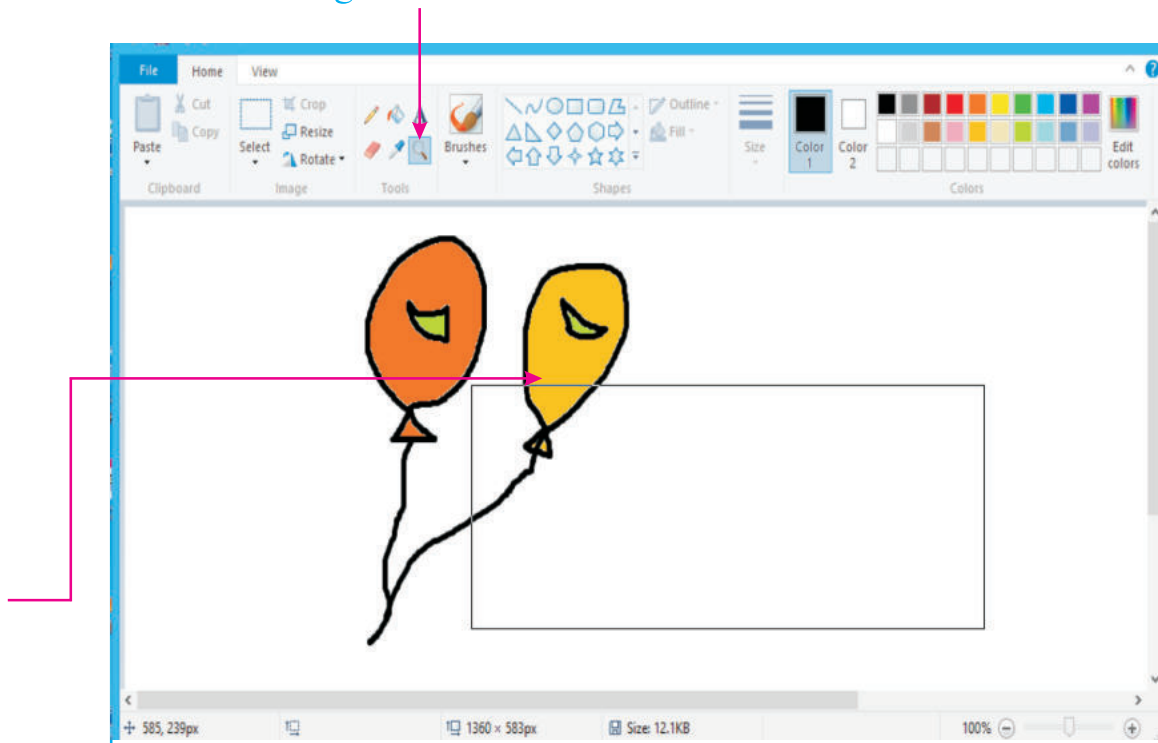 File Home View
Cut
Copy
Paste
Crop
Resize
Rotate
Select
Brushes
Outline
Fill
Size
Color 1
Color 2
Edit colors
Clipboard Image Tools Shapes Colors
585, 239px 1360 × 583px Size: 12.1KB 100%